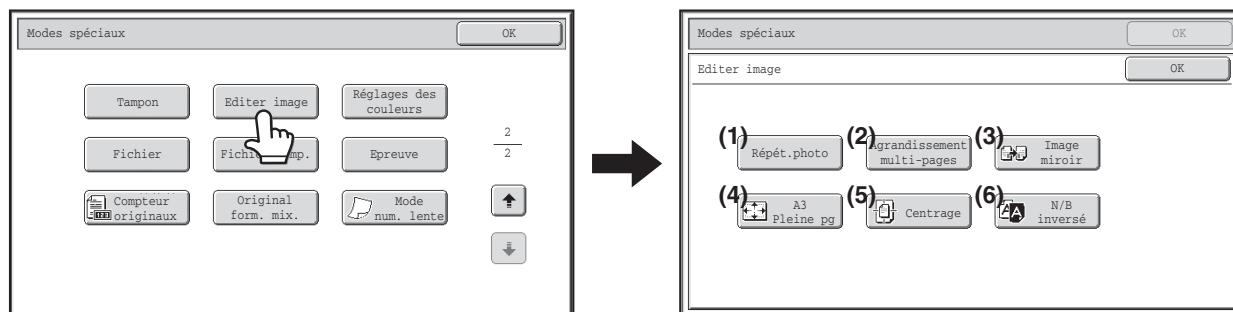 Modes spéciaux
OK
Tampon
Editer image
Réglages des
couleurs
Fichier
Epreuve
2
2
Compteur
originaux
Original
form. mix.
Mode
num. lente
Modes spéciaux
OK
Editer image
OK
(1)
Répét.photo
(2)
Agrandissement
multi-pages
(3)
Image
miroir
(4)
A3
Pleine pg
(5)
Centrage
(6)
N/B
inversé